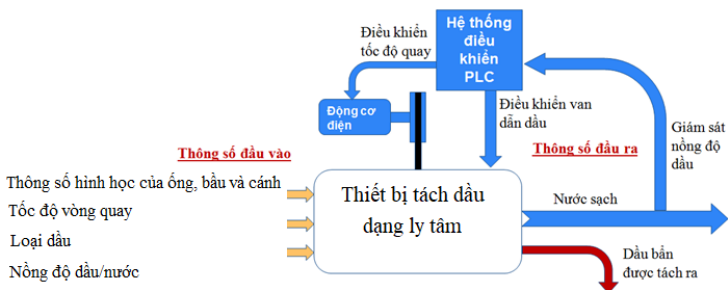 Hệ thống
điều
khiển
PLC
Điều khiển
tốc độ quay
Động cơ
điện
Điều khiển van
dẫn dầu
Giám sát
nồng độ
dầu
Thông số đầu vào
Thông số đầu ra
Thông số hình học của ống, bầu và cánh
Tốc độ vòng quay
Loại dầu
Nồng độ dầu/nước
Thiết bị tách dầu
dạng ly tâm
Nước sạch
Dầu bẩn
được tách ra